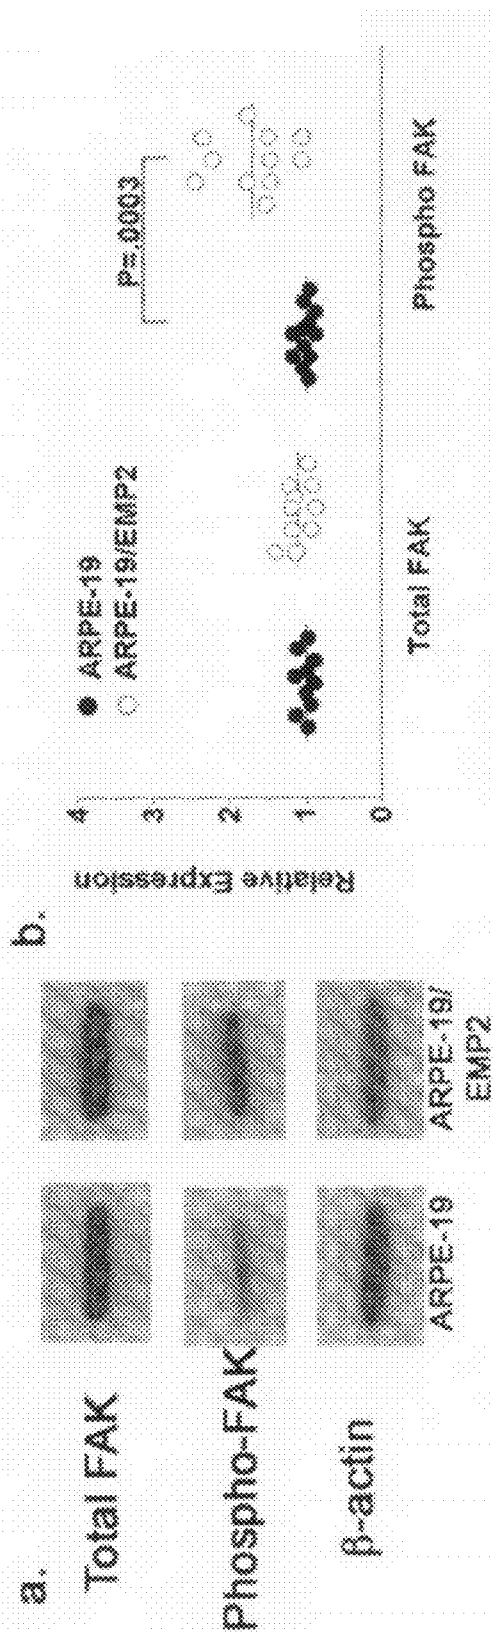 a.
Total FAK
Phospho-FAK
β-actin
ARPE-19
ARPE-19/
EMP2
b.
Relative Expression
4
3
2
1
0
ARPE-19
ARPE-19/EMP2
P=.0003
Total FAK
Phospho FAK